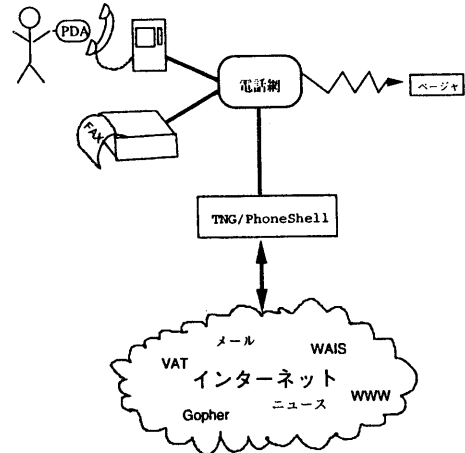 PDA
電話網
ページャ
FAX
TNG/PhoneShell
メール
WAIS
VAT
インターネット
WWW
ニュース
Gopher